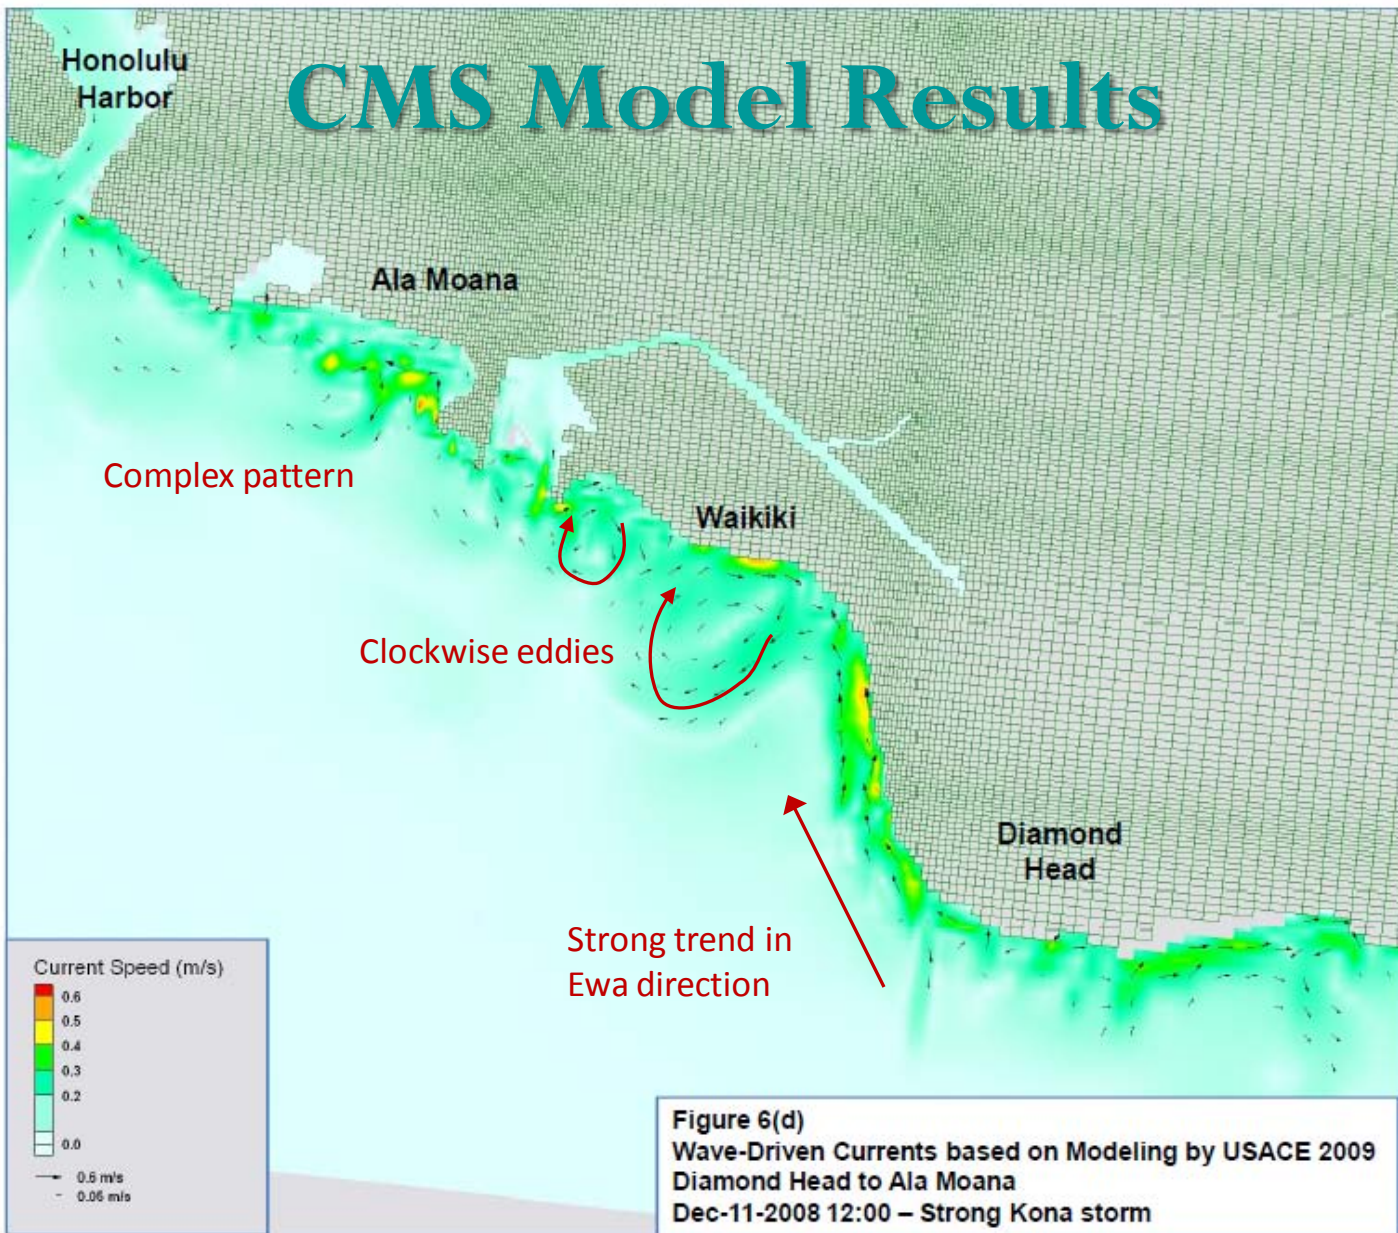 Honolulu
Harbor
CMS Model Results
Ala Moana
Complex pattern
Waikiki
Clockwise eddies
Diamond
Head
Strong trend in
Ewa direction
Current Speed (m/s)
0.6
0.5
0.4
0.3
0.2
0.0
0.6 m/s
0.06 m/s
Figure 6(d)
Wave-Driven Currents based on Modeling by USACE 2009
Diamond Head to Ala Moana
Dec-11-2008 12:00 – Strong Kona storm